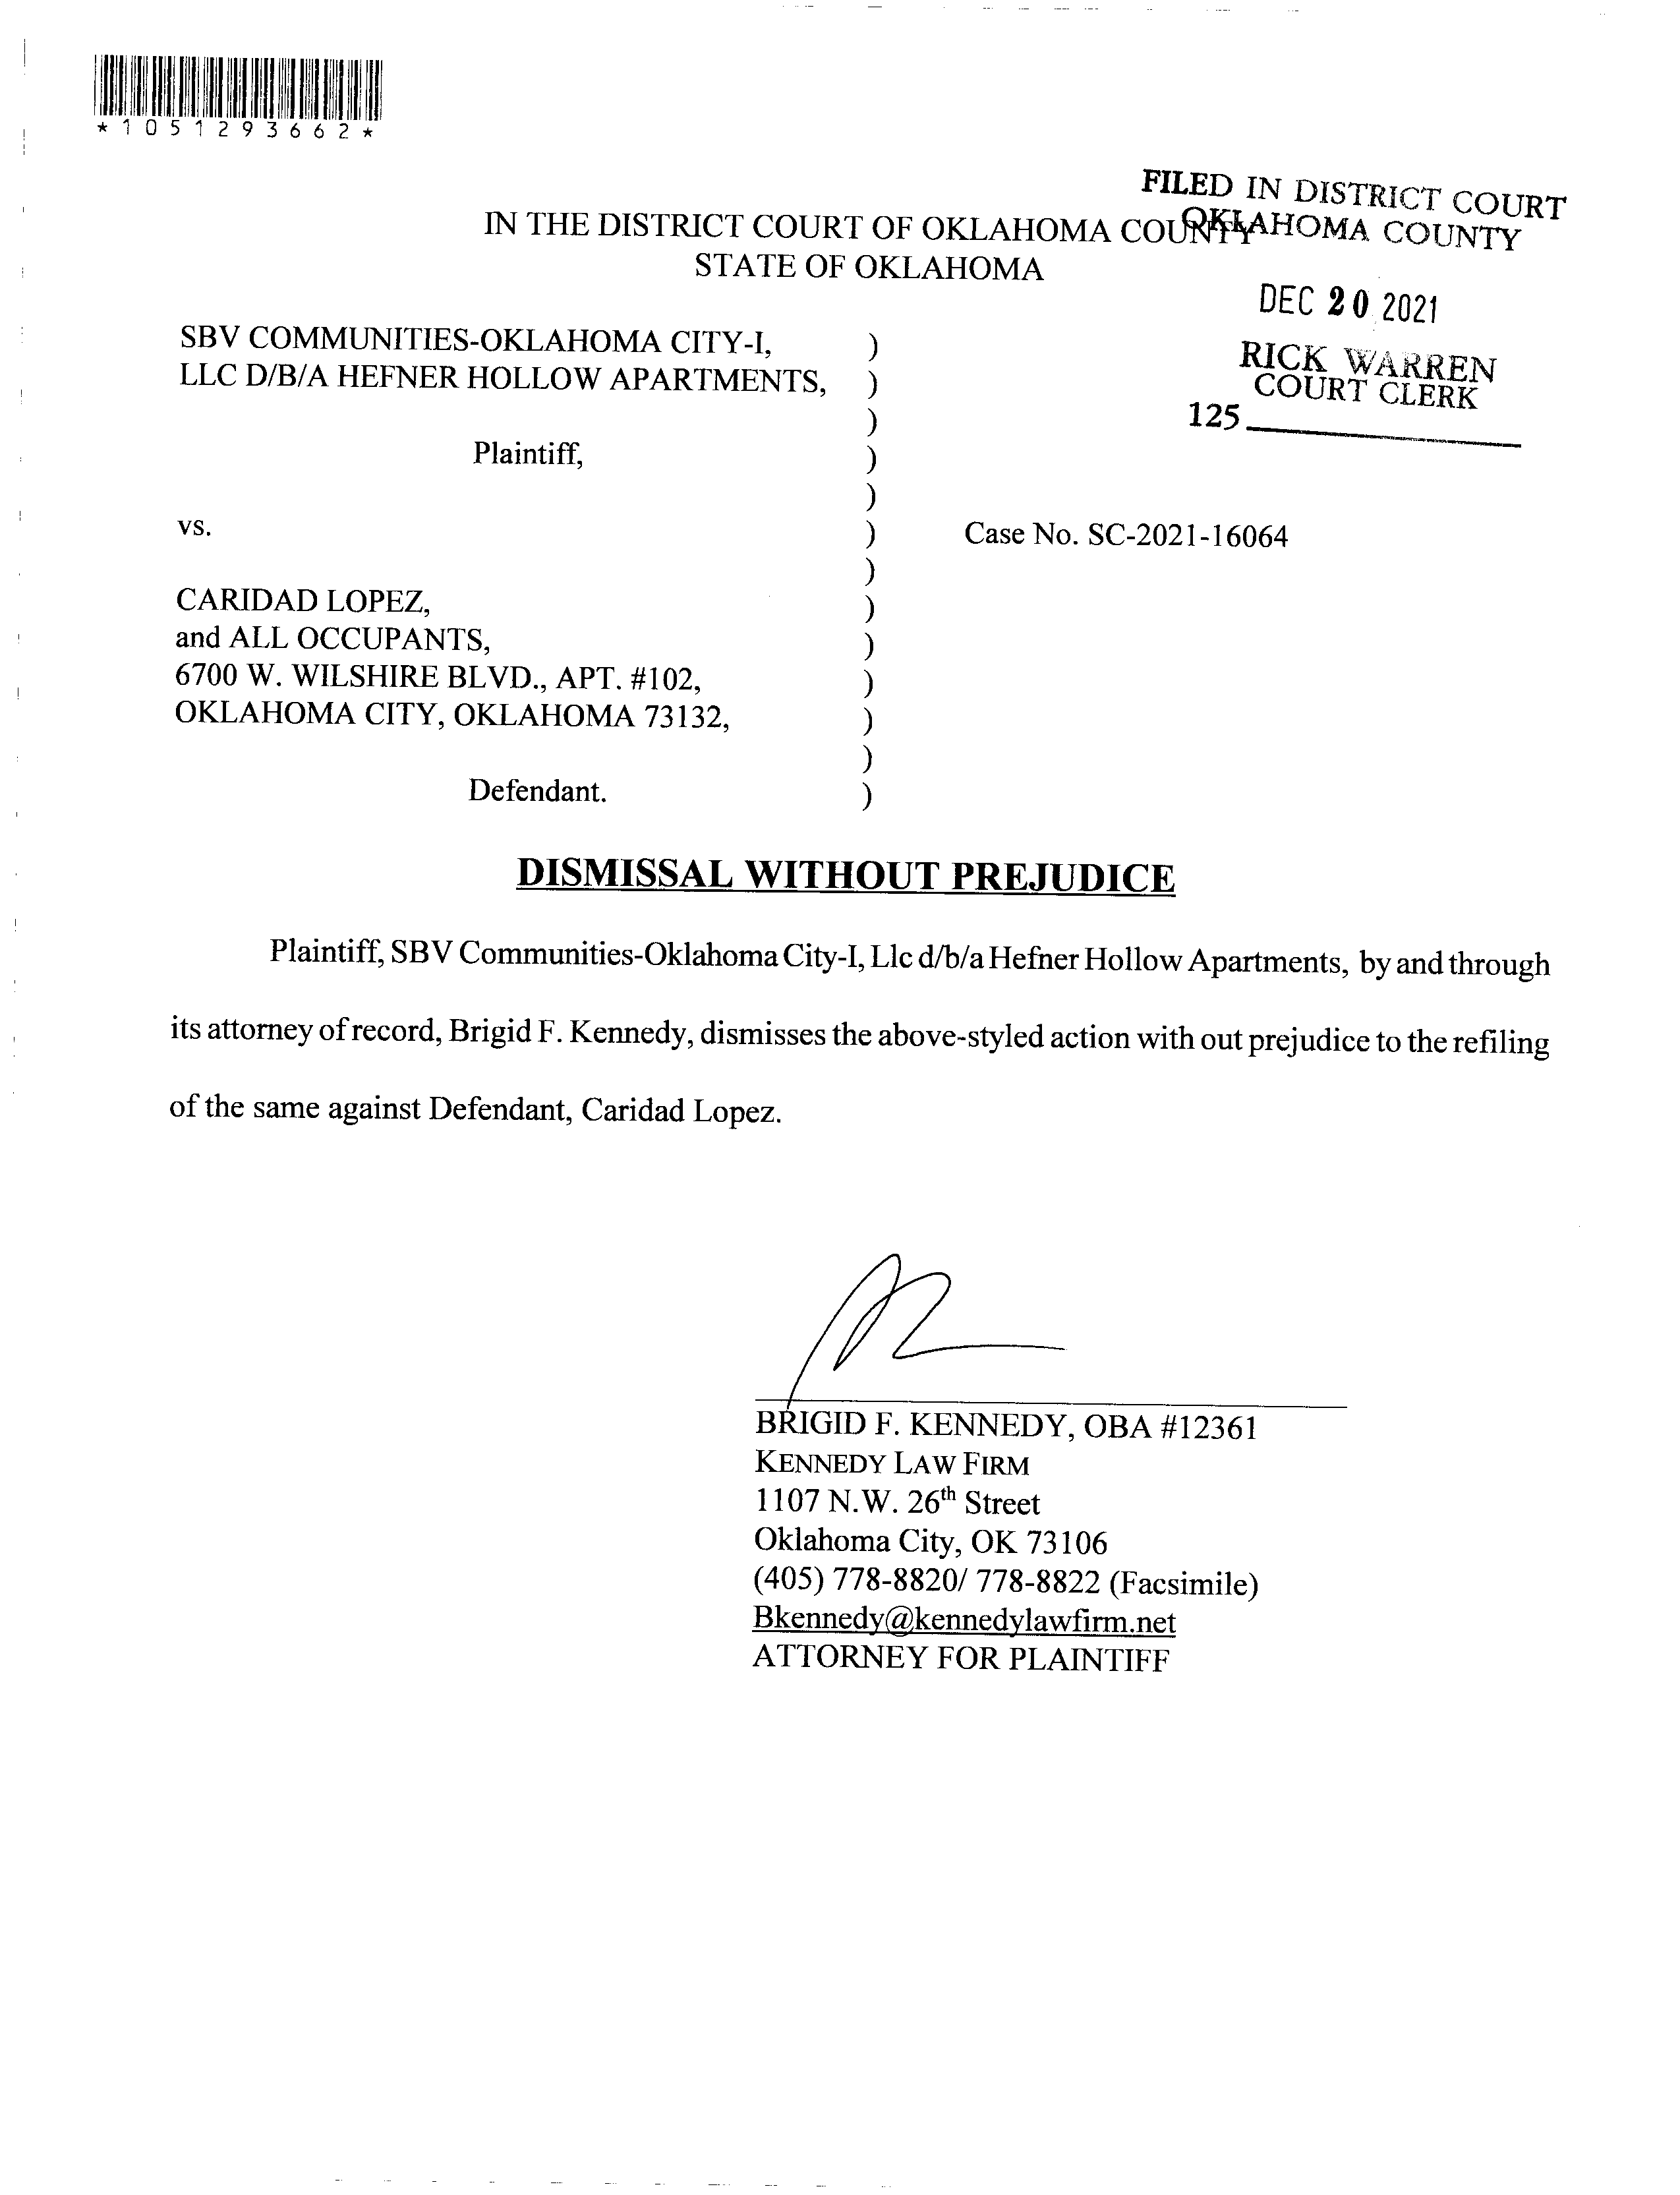 *1051293662*
FILED IN DISTRICT COURT
OKLAHOMA COUNTY
IN THE DISTRICT COURT OF OKLAHOMA COUNTY
STATE OF OKLAHOMA
DEC 20 2021
RICK WARREN
COURT CLERK
125
SBV COMMUNITIES-OKLAHOMA CITY-I, )
LLC D/B/A HEFNER HOLLOW APARTMENTS, )
)
Plaintiff, )
)
vs. ) Case No. SC-2021-16064
)
CARIDAD LOPEZ, )
and ALL OCCUPANTS, )
6700 W. WILSHIRE BLVD., APT. #102, )
OKLAHOMA CITY, OKLAHOMA 73132, )
)
Defendant. )
DISMISSAL WITHOUT PREJUDICE
Plaintiff, SBV Communities-Oklahoma City-I, Llc d/b/a Hefner Hollow Apartments, by and through
its attorney of record, Brigid F. Kennedy, dismisses the above-styled action with out prejudice to the refiling
of the same against Defendant, Caridad Lopez.
BRIGID F. KENNEDY, OBA #12361
KENNEDY LAW FIRM
1107 N.W. 26th Street
Oklahoma City, OK 73106
(405) 778-8820/ 778-8822 (Facsimile)
Bkennedy@kennedylawfirm.net
ATTORNEY FOR PLAINTIFF